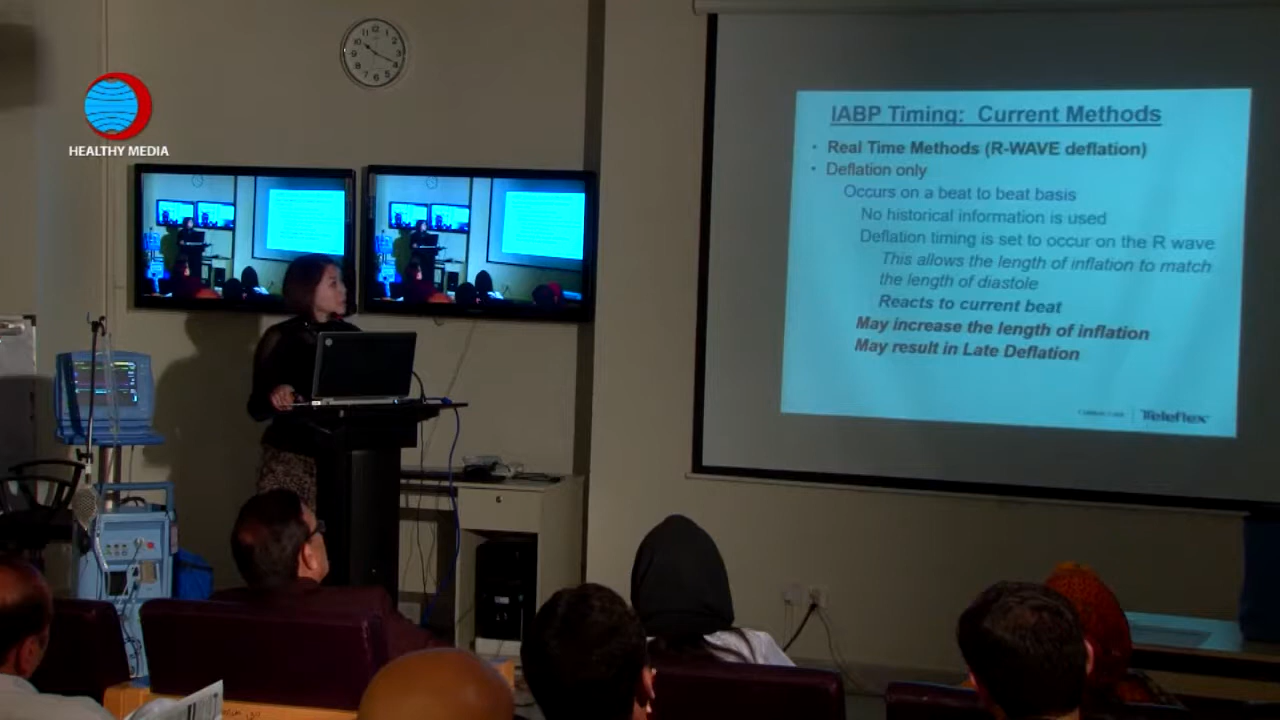 HEALTHY MEDIA
IABP Timing: Current Methods
• Real Time Methods (R-WAVE deflation)
• Deflation only
Occurs on a beat to beat basis
No historical information is used
Deflation timing is set to occur on the R wave
This allows the length of inflation to match
the length of diastole
Reacts to current beat
May increase the length of inflation
May result in Late Deflation
Teleflex